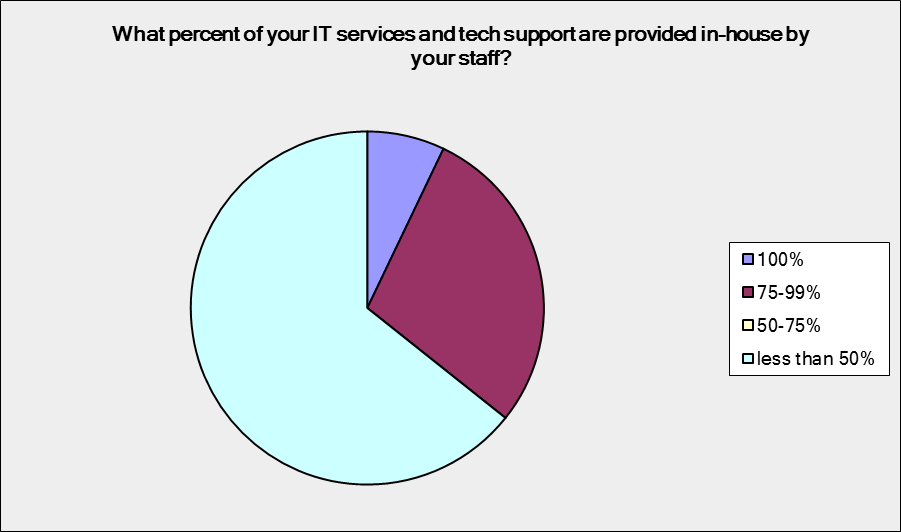 What percent of your IT services and tech support are provided in-house by
your staff?
100%
75-99%
50-75%
less than 50%